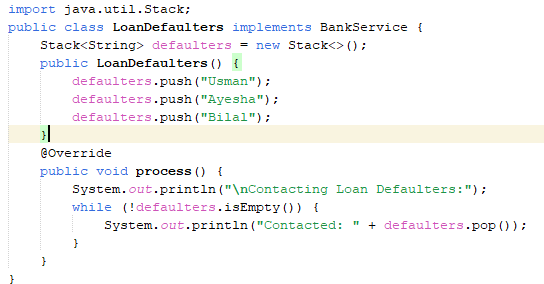 import java.util.Stack;
public class LoanDefaulters implements BankService {
    Stack<String> defaulters = new Stack<>();
    public LoanDefaulters() {
        defaulters.push("Usman");
        defaulters.push("Ayesha");
        defaulters.push("Bilal");
    }
    @Override
    public void process() {
        System.out.println("\nContacting Loan Defaulters:");
        while (!defaulters.isEmpty()) {
            System.out.println("Contacted: " + defaulters.pop());
        }
    }
}